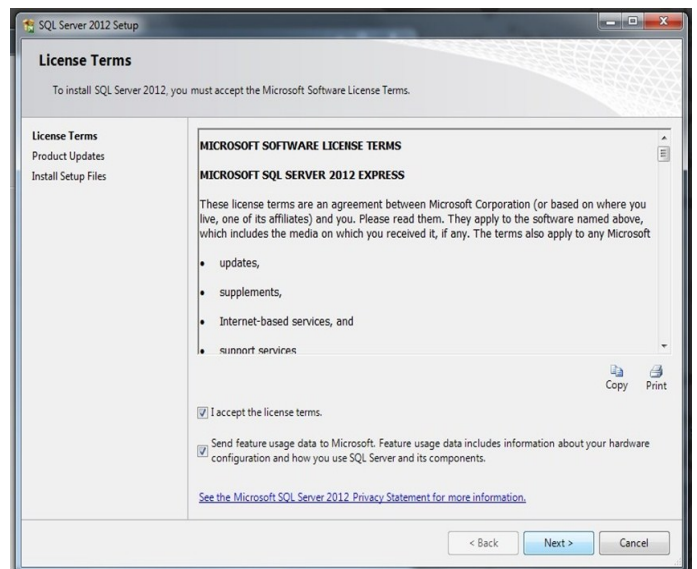 SQL Server 2012 Setup
License Terms
To install SQL Server 2012, you must accept the Microsoft Software License Terms.
License Terms
Product Updates
Install Setup Files
MICROSOFT SOFTWARE LICENSE TERMS
MICROSOFT SQL SERVER 2012 EXPRESS
These license terms are an agreement between Microsoft Corporation (or based on where you
live, one of its affiliates) and you. Please read them. They apply to the software named above,
which includes the media on which you received it, if any. The terms also apply to any Microsoft
• updates,
• supplements,
• Internet-based services, and
• support services
Copy Print
I accept the license terms.
Send feature usage data to Microsoft. Feature usage data includes information about your hardware
configuration and how you use SQL Server and its components.
See the Microsoft SQL Server 2012 Privacy Statement for more information.
< Back Next > Cancel